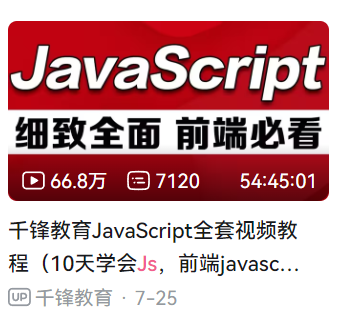 JavaScript
细致全面 前端必看
66.8万 7120 54:45:01
千锋教育JavaScript全套视频教
程（10天学会Js，前端javasc...
UP 千锋教育 · 7-25